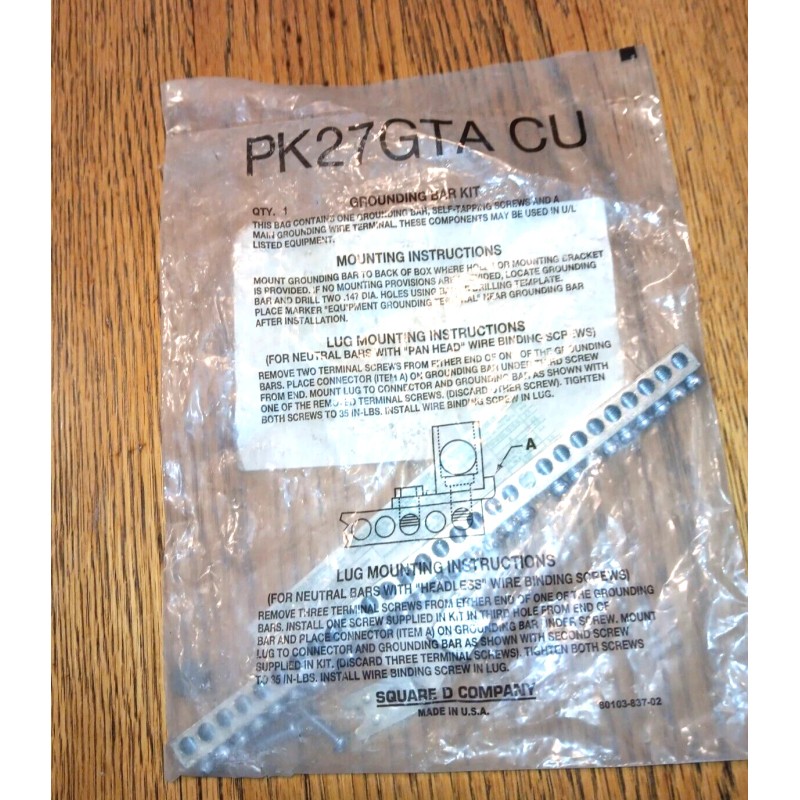 PK27GTA CU
GROUNDING BAR KIT
QTY. 1
THIS BAG CONTAINS ONE GROUNDING BAR, SELF-TAPPING SCREWS AND A
MAIN GROUNDING WIRE TERMINAL. THESE COMPONENTS MAY BE USED IN U/L
LISTED EQUIPMENT.
MOUNTING INSTRUCTIONS
MOUNT GROUNDING BAR TO BACK OF BOX WHERE HOLE FOR MOUNTING BRACKET
IS PROVIDED. IF NO MOUNTING PROVISIONS ARE PROVIDED, LOCATE GROUNDING
BAR AND DRILL TWO .147 DIA. HOLES USING DRILLING TEMPLATE.
PLACE MARKER "EQUIPMENT GROUNDING TERMINAL" NEAR GROUNDING BAR
AFTER INSTALLATION.
LUG MOUNTING INSTRUCTIONS
(FOR NEUTRAL BARS WITH "PAN HEAD" WIRE BINDING SCREWS)
REMOVE TWO TERMINAL SCREWS FROM EITHER END OF ONE OF THE GROUNDING
BARS. PLACE CONNECTOR (ITEM A) ON GROUNDING BAR UNDER THIRD SCREW
FROM END. MOUNT LUG TO CONNECTOR AND GROUNDING BAR AS SHOWN WITH
ONE OF THE REMOVED TERMINAL SCREWS. (DISCARD OTHER SCREW). TIGHTEN
BOTH SCREWS TO 35 IN-LBS. INSTALL WIRE BINDING SCREW IN LUG.
A
LUG MOUNTING INSTRUCTIONS
(FOR NEUTRAL BARS WITH "HEADLESS" WIRE BINDING SCREWS)
REMOVE THREE TERMINAL SCREWS FROM EITHER END OF ONE OF THE GROUNDING
BARS. INSTALL ONE SCREW SUPPLIED IN KIT IN THIRD HOLE FROM END OF
BAR AND PLACE CONNECTOR (ITEM A) ON GROUNDING BAR UNDER SCREW. MOUNT
LUG TO CONNECTOR AND GROUNDING BAR AS SHOWN WITH SECOND SCREW
SUPPLIED IN KIT. (DISCARD THREE TERMINAL SCREWS). TIGHTEN BOTH SCREWS
TO 35 IN-LBS. INSTALL WIRE BINDING SCREW IN LUG.
SQUARE D COMPANY
MADE IN U.S.A.
80103-837-02